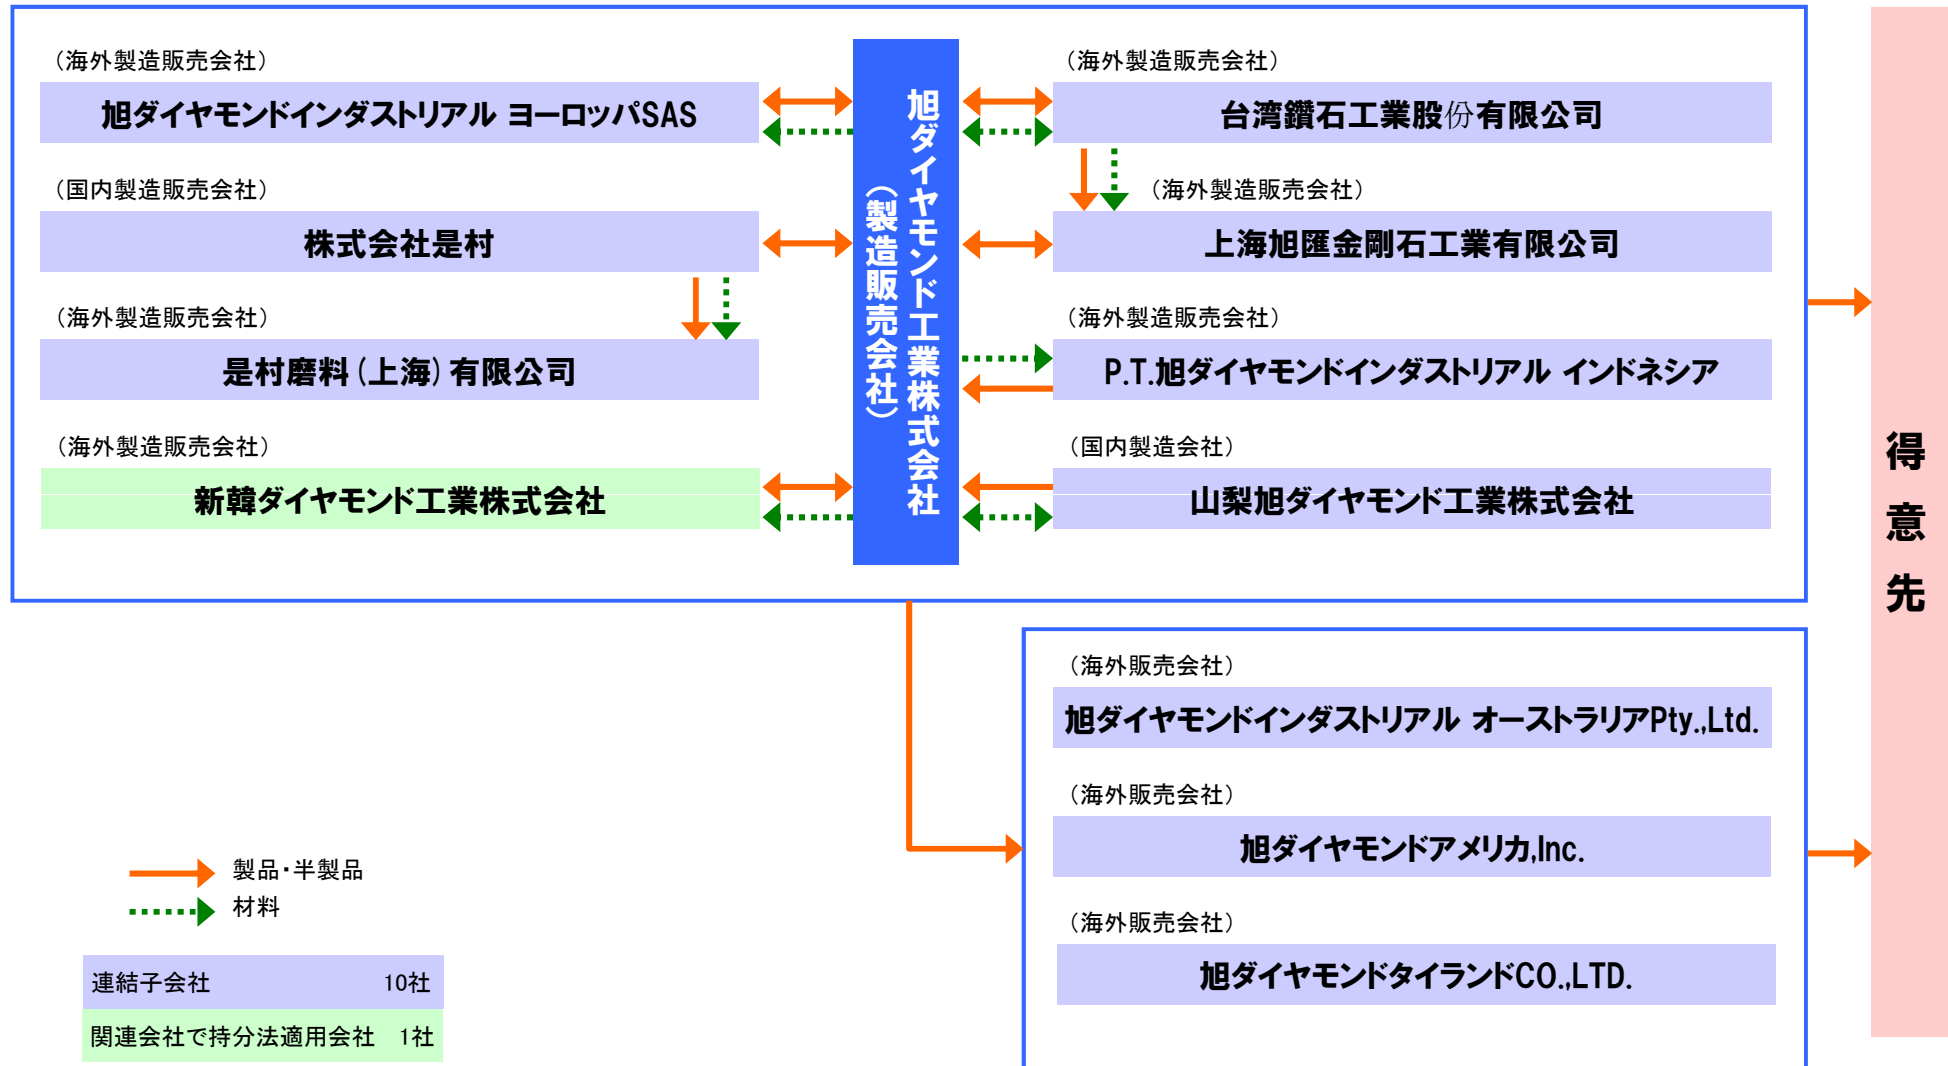 （海外製造販売会社）
旭ダイヤモンドインダストリアル ヨーロッパSAS
（国内製造販売会社）
株式会社是村
（海外製造販売会社）
是村磨料(上海)有限公司
（海外製造販売会社）
新韓ダイヤモンド工業株式会社
旭ダイヤモンド工業株式会社
（製造販売会社）
（海外製造販売会社）
台湾鑽石工業股份有限公司
（海外製造販売会社）
上海旭匯金剛石工業有限公司
（海外製造販売会社）
P.T.旭ダイヤモンドインダストリアル インドネシア
（国内製造会社）
山梨旭ダイヤモンド工業株式会社
（海外販売会社）
旭ダイヤモンドインダストリアル オーストラリアPty.,Ltd.
（海外販売会社）
旭ダイヤモンドアメリカ,Inc.
（海外販売会社）
旭ダイヤモンドタイランドCO.,LTD.
得意先
製品・半製品
材料
連結子会社 10社
関連会社で持分法適用会社 1社